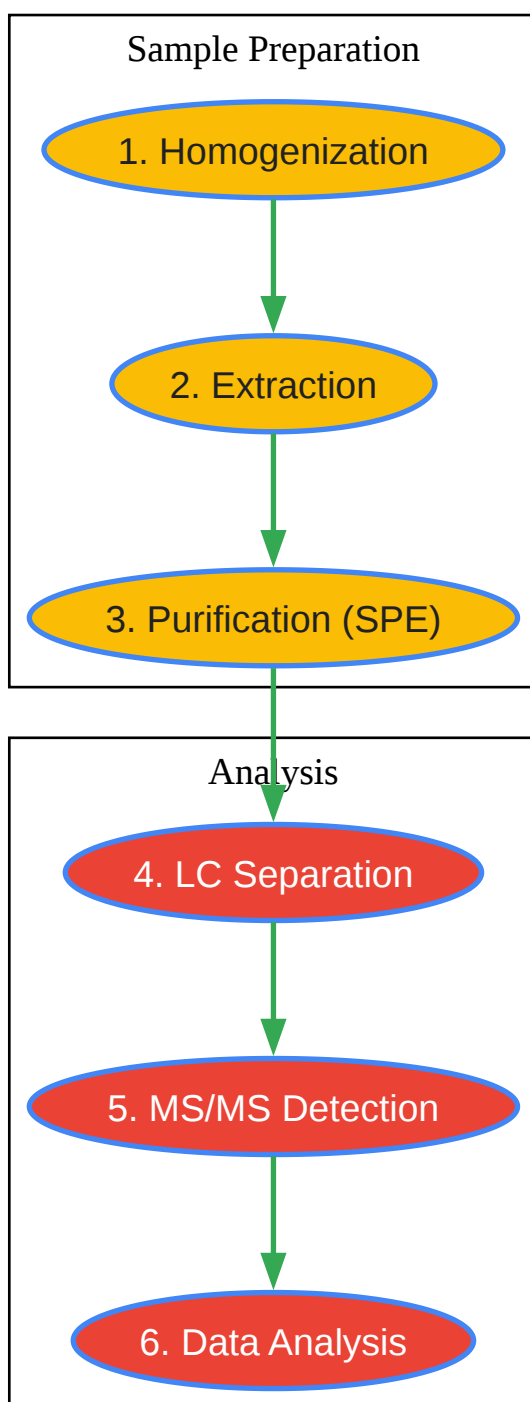 Sample Preparation
1. Homogenization
2. Extraction
3. Purification (SPE)
Analysis
4. LC Separation
5. MS/MS Detection
6. Data Analysis